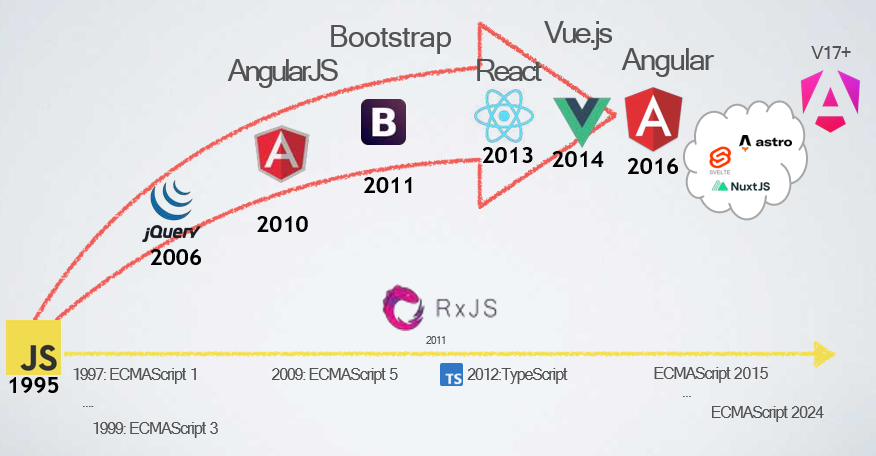 Bootstrap
Vue.js
AngularJS
React
Angular
V17+
B
2013
2014
2016
astro
SVELTE
NuxtJS
2011
2010
jQuery
2006
RxJS
2011
JS
1995
1997: ECMAScript 1
2009: ECMAScript 5
TS 2012:TypeScript
ECMAScript 2015
....
...
1999: ECMAScript 3
ECMAScript 2024